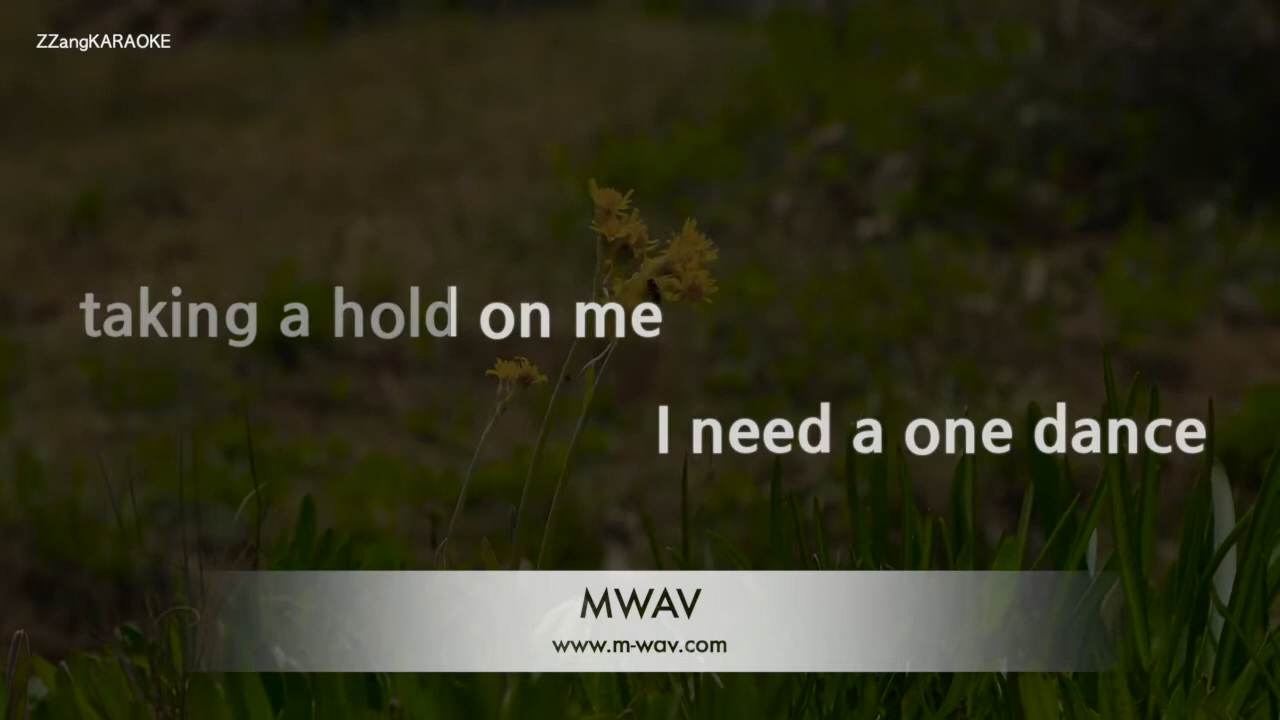 ZZangKARAOKE
taking a hold on me
I need a one dance
MWAV
www.m-wav.com